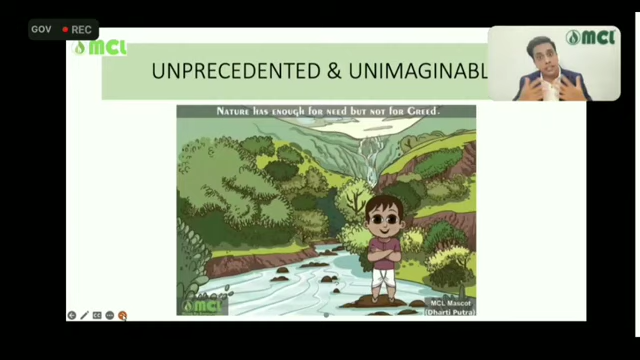 GOV REC
MCL
MCL
UNPRECEDENTED & UNIMAGINABL
NATURE HAS ENOUGH FOR NEED BUT NOT FOR GREED.
MCL
MCL Mascot
(Dharti Putra)